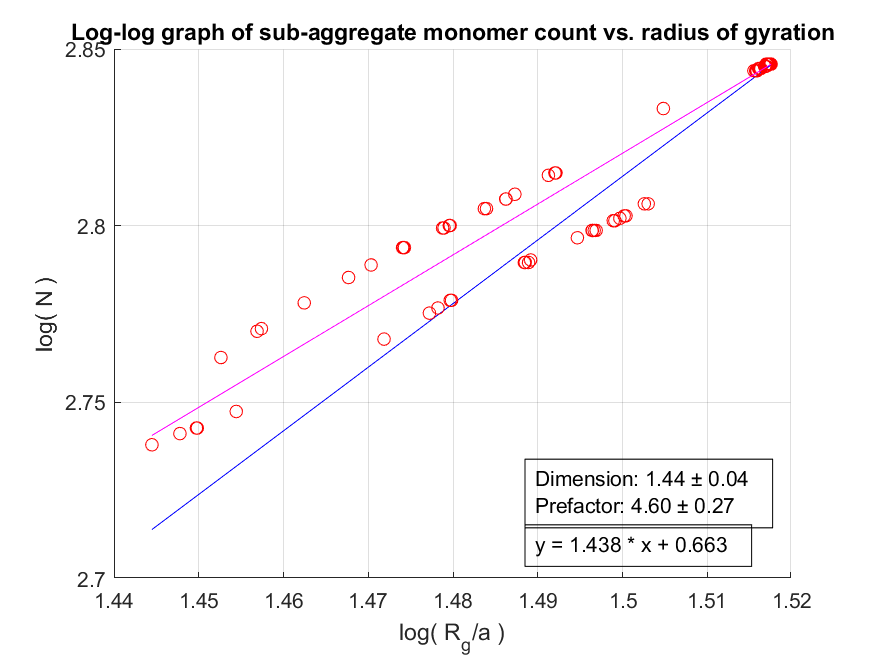 Log-log graph of sub-aggregate monomer count vs. radius of gyration
2.85
2.8
2.75
2.7
log( N )
Dimension: 1.44 ± 0.04
Prefactor: 4.60 ± 0.27
y = 1.438 * x + 0.663
1.44 1.45 1.46 1.47 1.48 1.49 1.5 1.51 1.52
log( R_g/a )